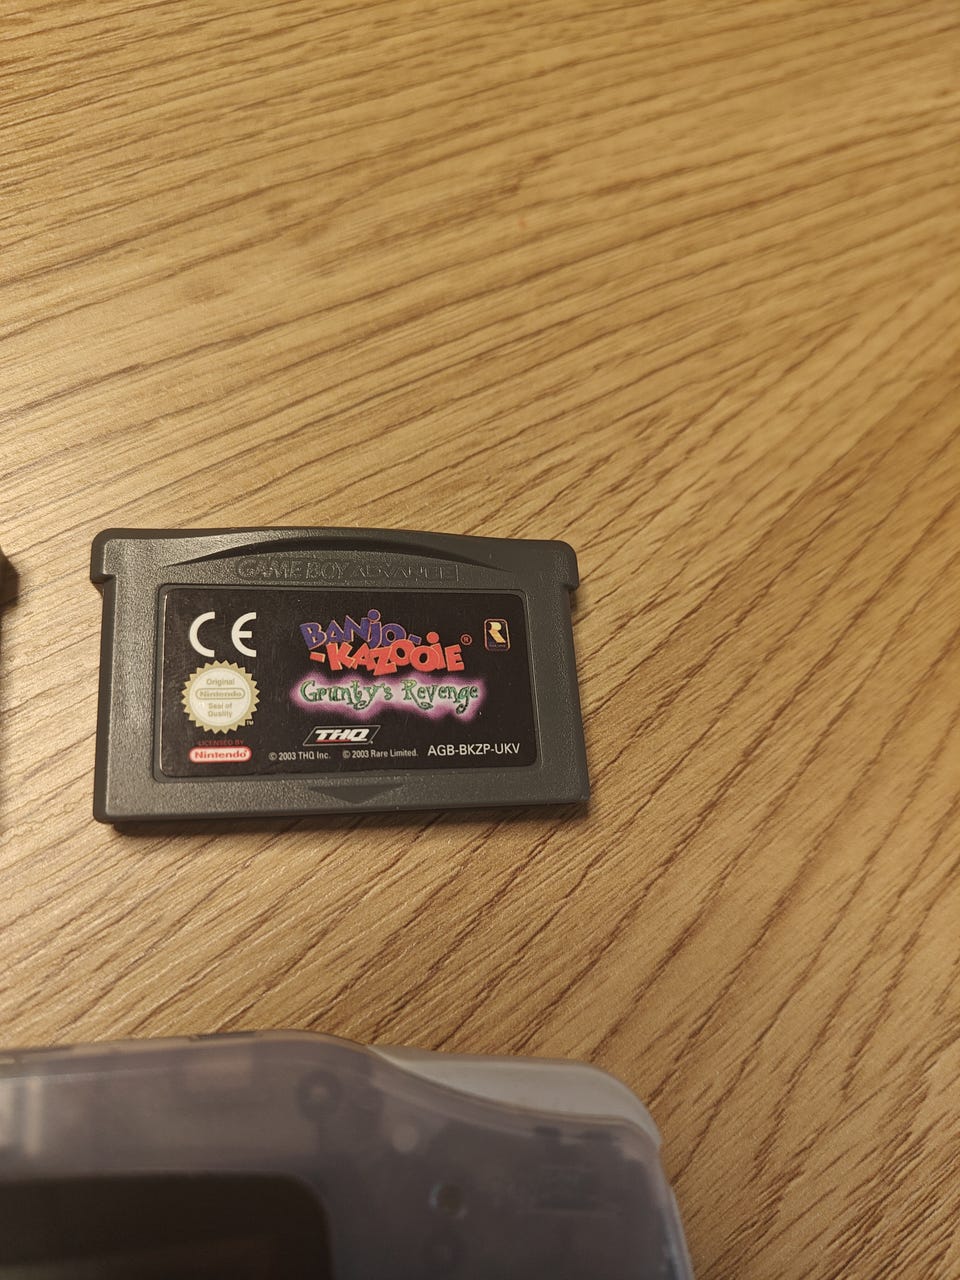 GAME BOY ADVANCE
CE
BANJO-
-KAZOOIE®
Grunty's Revenge
Original
Nintendo
Seal of
Quality
TM
LICENSED BY
Nintendo
THQ
© 2003 THQ Inc. © 2003 Rare Limited. AGB-BKZP-UKV
R